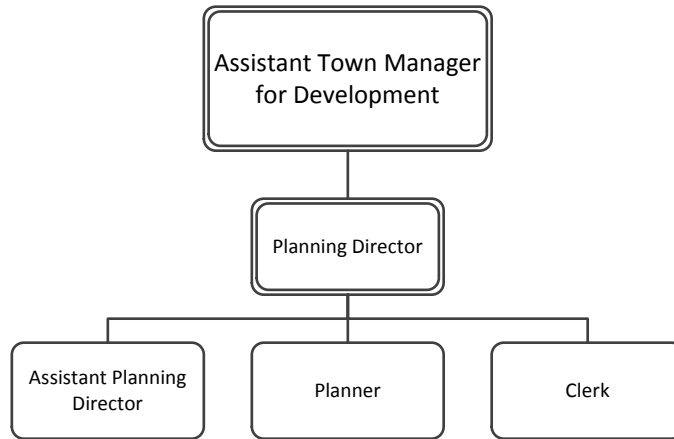 Assistant Town Manager
for Development
Planning Director
Assistant Planning
Director
Planner
Clerk